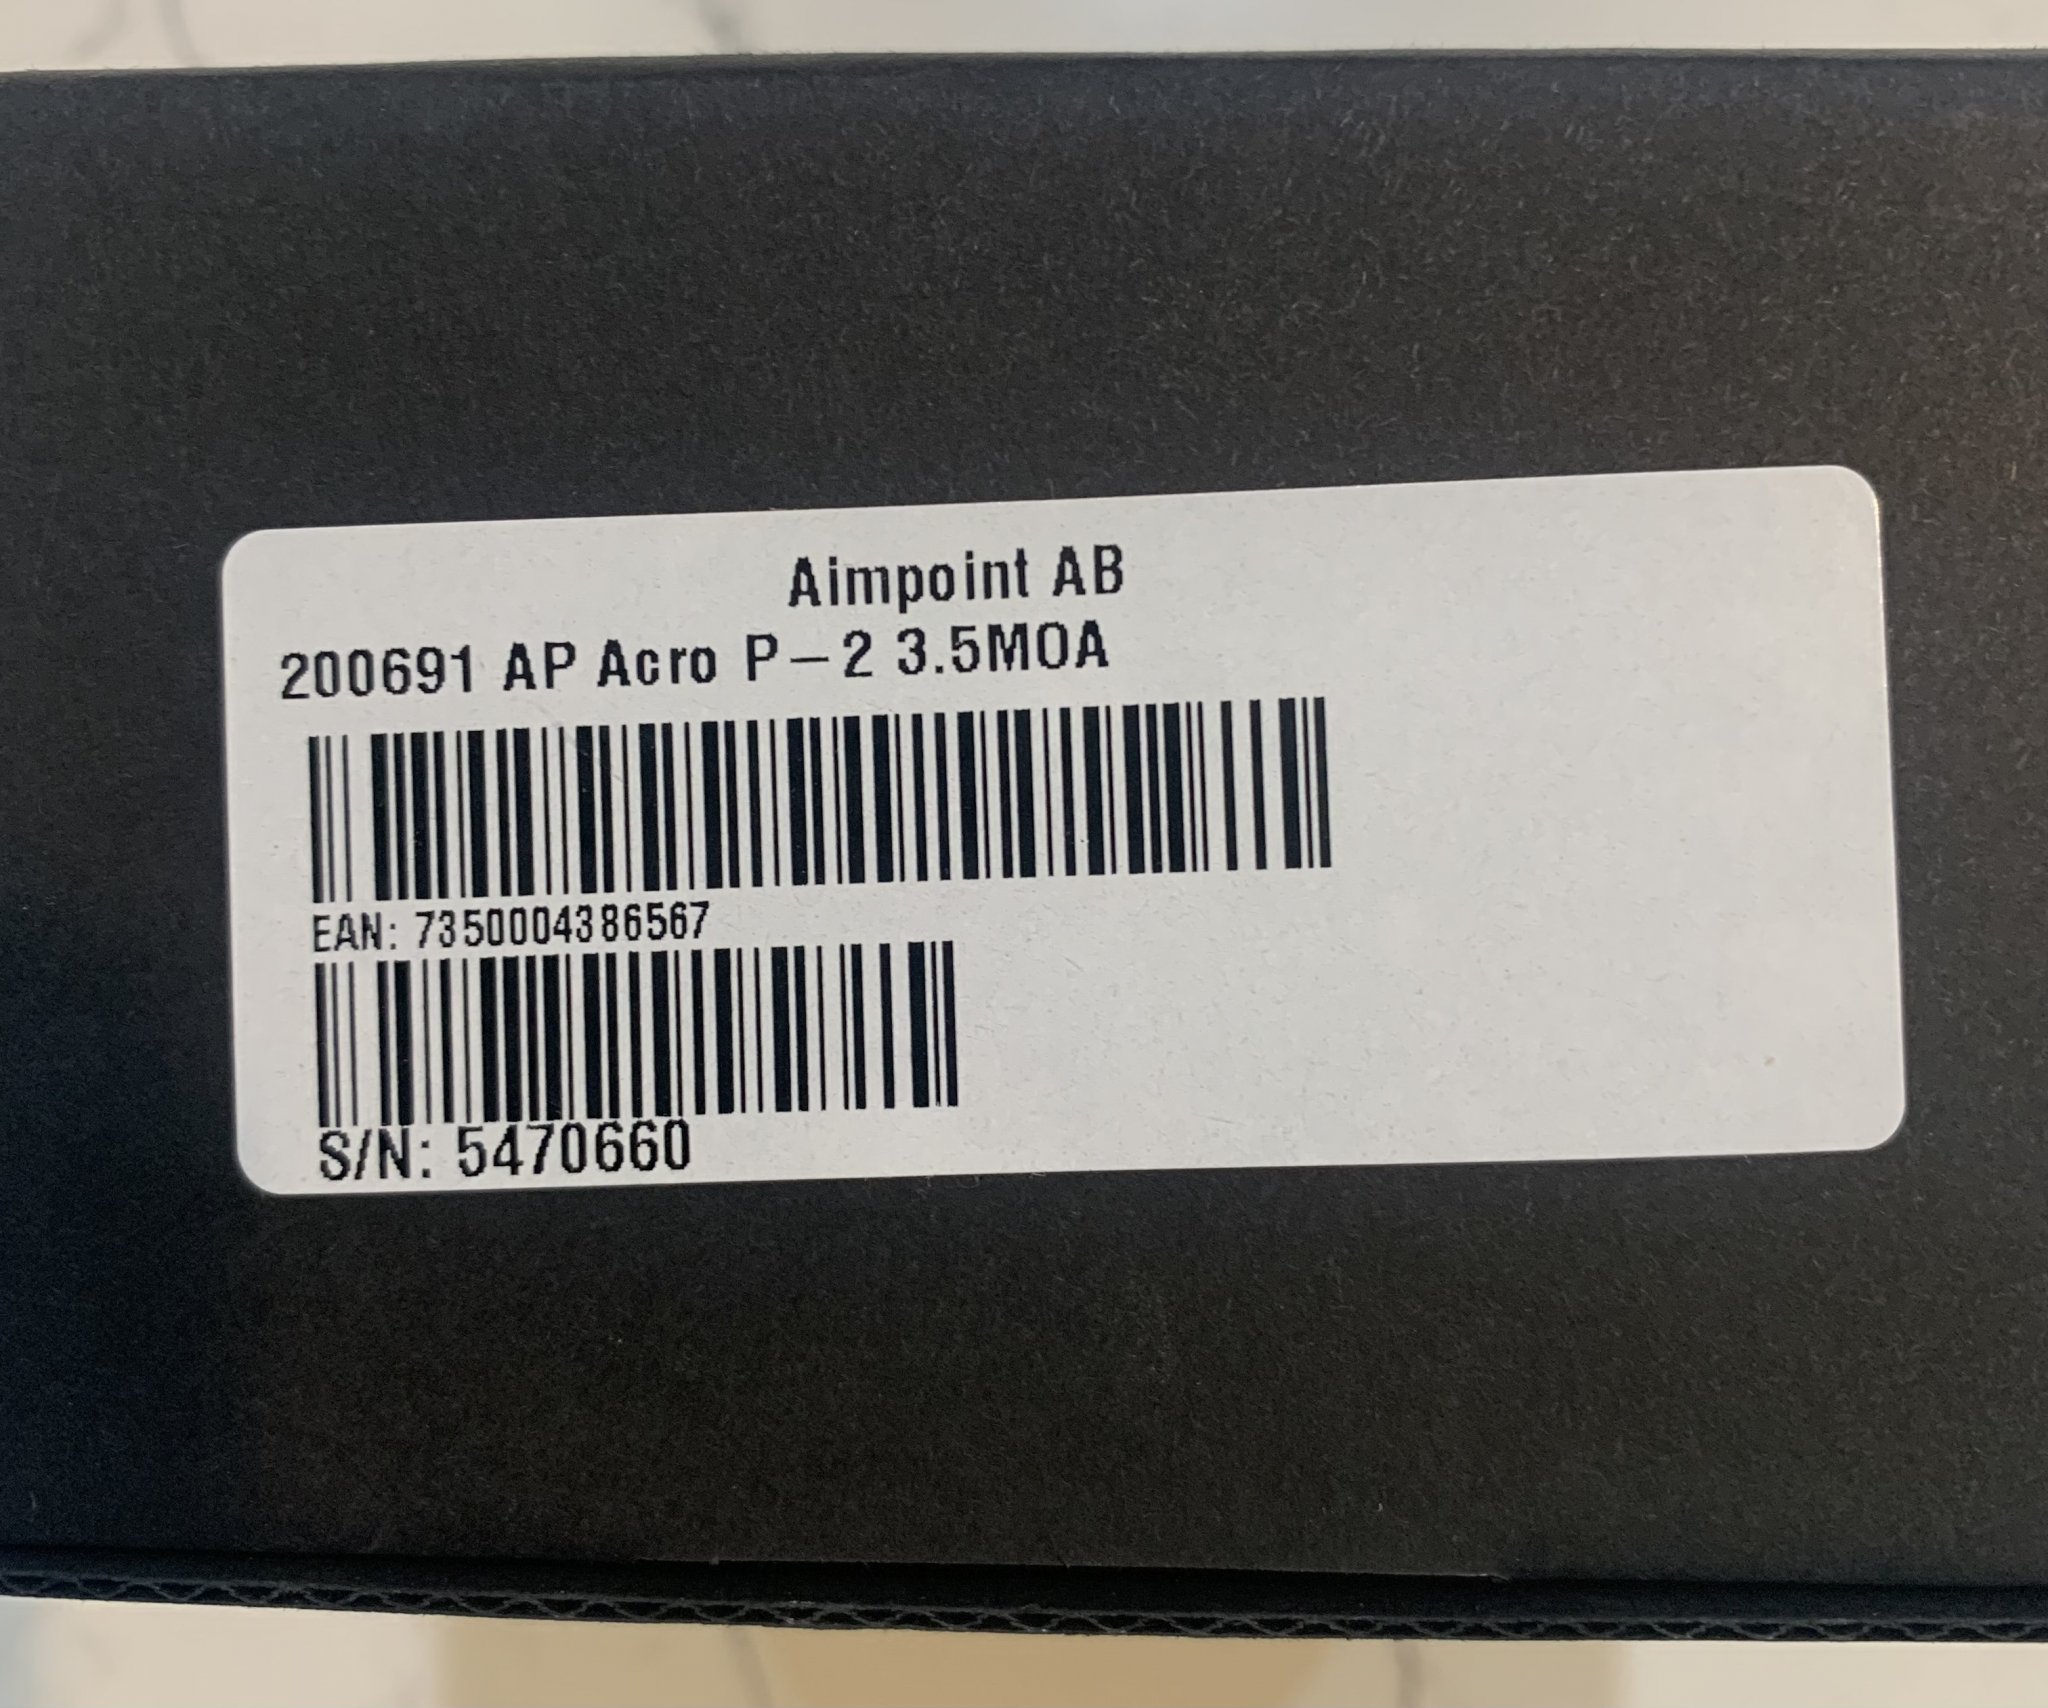 Aimpoint AB
200691 AP Acro P-2 3.5MOA
EAN: 7350004386567
S/N: 5470660